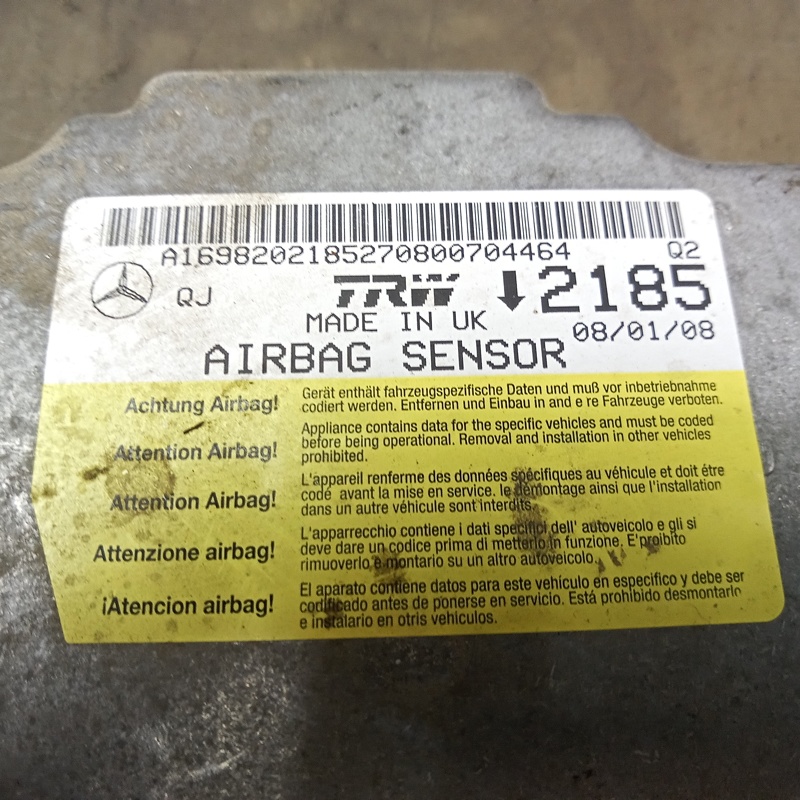 A1698202185270800704464 Q2
QJ TRW 2185
MADE IN UK 08/01/08
AIRBAG SENSOR
Achtung Airbag!
Gerät enthält fahrzeugspezifische Daten und muß vor inbetriebnahme
codiert werden. Entfernen und Einbau in and e re Fahrzeuge verboten.
Attention Airbag!
Appliance contains data for the specific vehicles and must be coded
before being operational. Removal and installation in other vehicles
prohibited.
Attention Airbag!
L'appareil renferme des données spécifiques au véhicule et doit être
codé avant la mise en service. le démontage ainsi que l'installation
dans un autre véhicule sont interdits.
Attenzione airbag!
L'apparrecchio contiene i dati specifici dell' autoveicolo e gli si
deve dare un codice prima di metterlo in funzione. E'proibito
rimuoverlo e montario su un altro autoveicolo.
¡Atencion airbag!
El aparato contiene datos para este vehículo en especifico y debe ser
codificado antes de ponerse en servicio. Está prohibido desmontarlo
e instalario en otris vehículos.